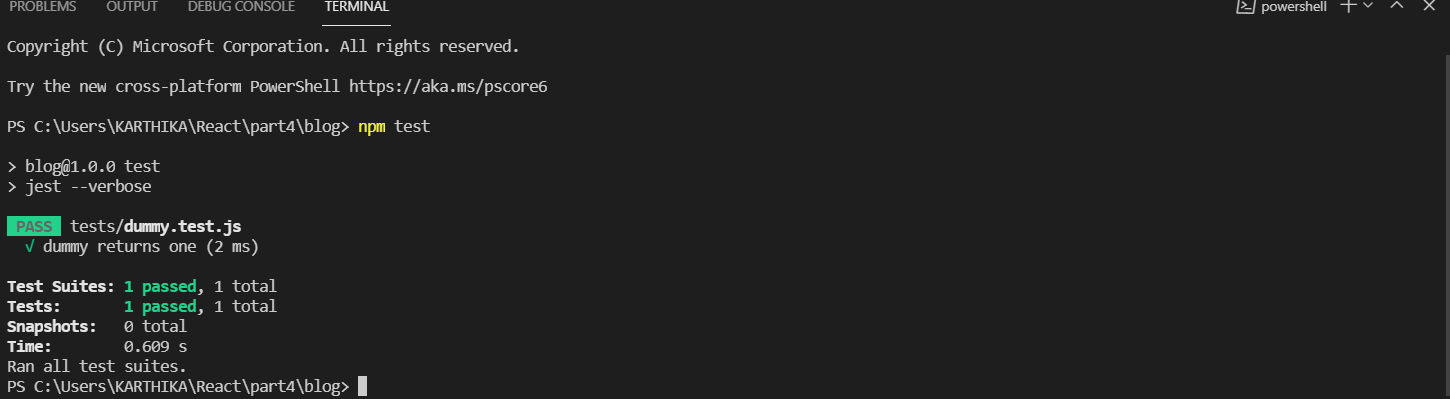 PROBLEMS OUTPUT DEBUG CONSOLE TERMINAL powershell
Copyright (C) Microsoft Corporation. All rights reserved.
Try the new cross-platform PowerShell https://aka.ms/pscore6
PS C:\Users\KARTHIKA\React\part4\blog> npm test
> blog@1.0.0 test
> jest --verbose
PASS tests/dummy.test.js
√ dummy returns one (2 ms)
Test Suites: 1 passed, 1 total
Tests: 1 passed, 1 total
Snapshots: 0 total
Time: 0.609 s
Ran all test suites.
PS C:\Users\KARTHIKA\React\part4\blog>